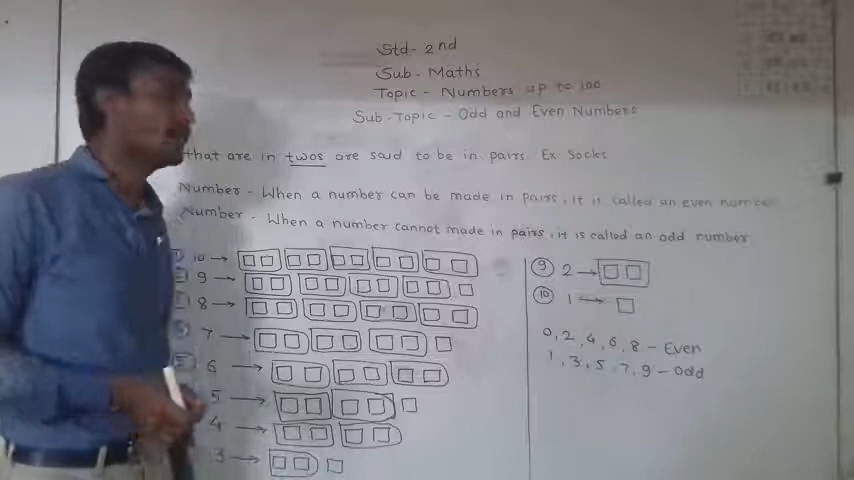 Std - 2nd
Sub - Maths
Topic - Numbers up to 100
Sub-Topic - Odd and Even Numbers
that are in twos are said to be in pairs. Ex Socks
Number - When a number can be made in pairs, it is called an even number
Number - When a number cannot made in pairs, it is called an odd number
10 →
9 →
8 →
7 →
6 →
5 →
4 →
3 →
9 2 →
10 1 →
0, 2, 4, 6, 8 - Even
1, 3, 5, 7, 9 - Odd